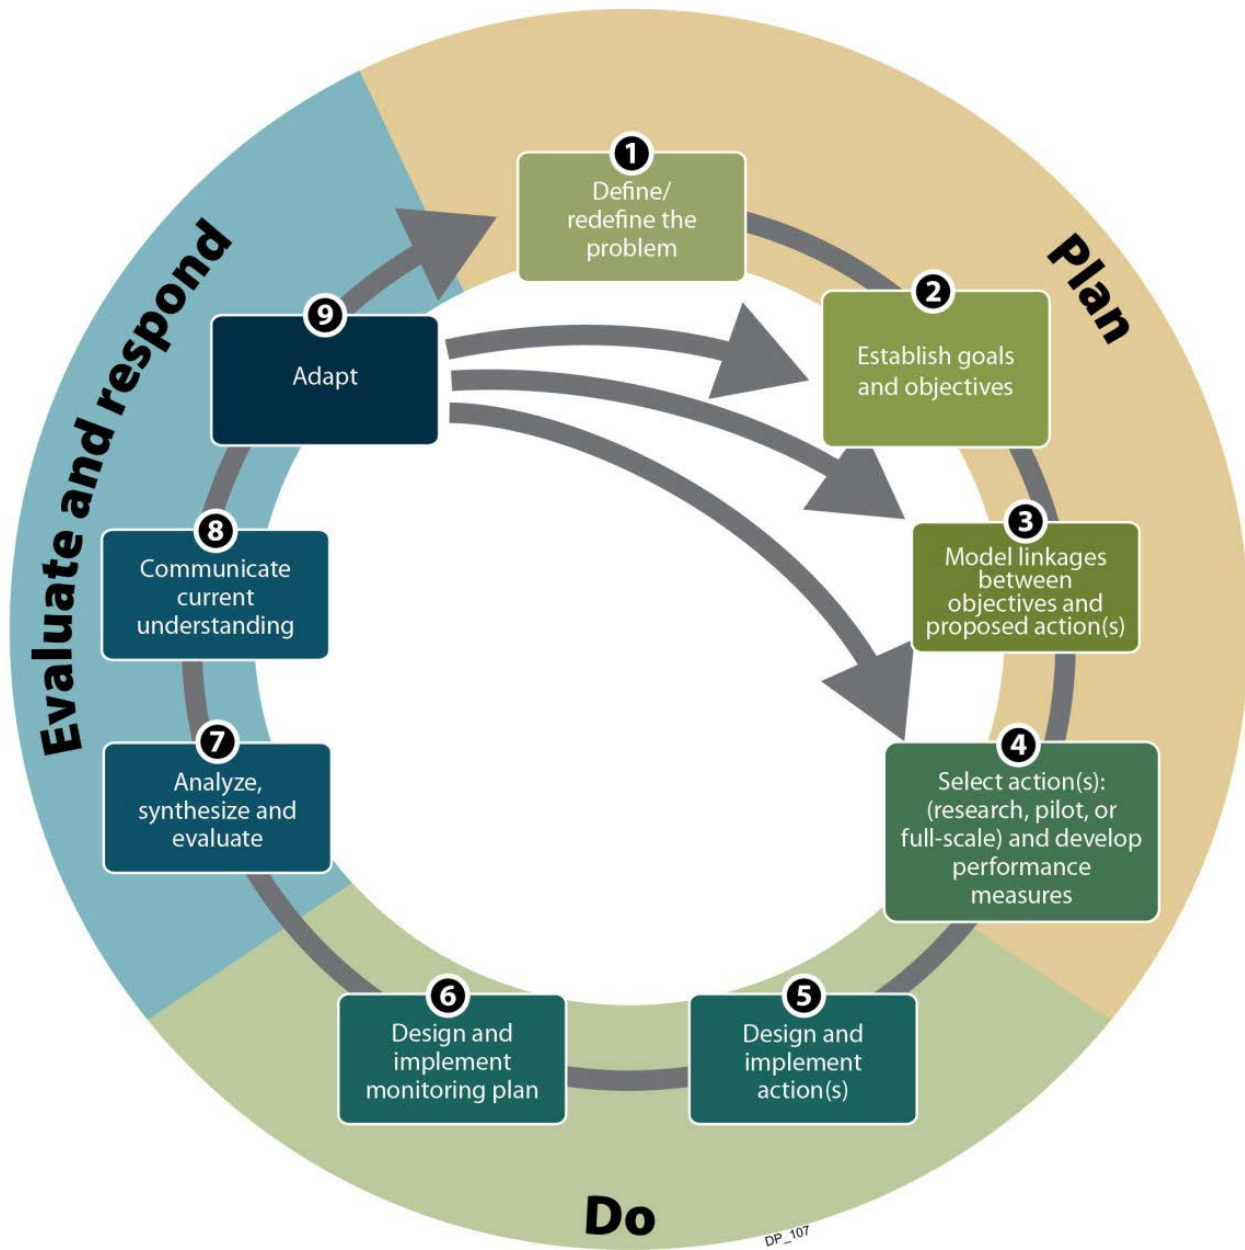 Plan
1
Define/
redefine the
problem
2
Establish goals
and objectives
3
Model linkages
between
objectives and
proposed action(s)
4
Select action(s):
(research, pilot, or
full-scale) and develop
performance
measures
Do
5
Design and
implement
action(s)
6
Design and
implement
monitoring plan
Evaluate and respond
7
Analyze,
synthesize and
evaluate
8
Communicate
current
understanding
9
Adapt
DP_107